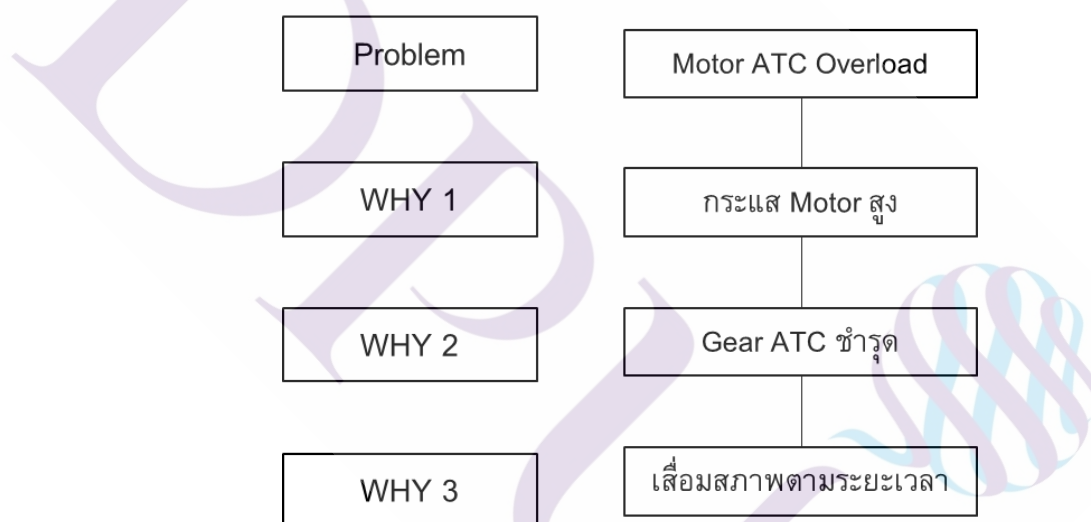 Problem
Motor ATC Overload
WHY 1
กระแส Motor สูง
WHY 2
Gear ATC ชำรุด
WHY 3
เสื่อมสภาพตามระยะเวลา